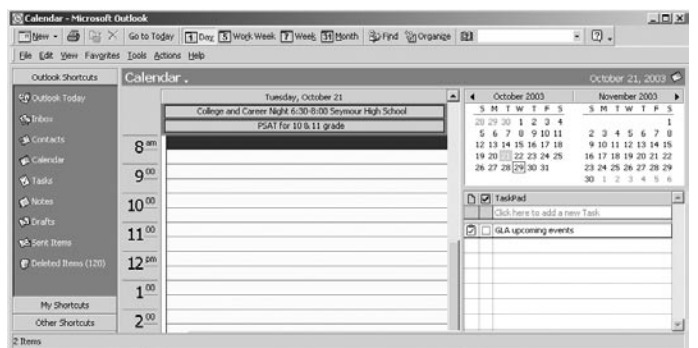 Calendar - Microsoft Outlook
New Go to Today 1 Day 5 Work Week 7 Week 31 Month Find Organize
File Edit View Favorites Tools Actions Help
Outlook Shortcuts
Calendar .
October 21, 2003
Outlook Today
Inbox
Contacts
Calendar
Tasks
Notes
Drafts
Sent Items
Deleted Items (120)
My Shortcuts
Other Shortcuts
Tuesday, October 21
College and Career Night 6:30-8:00 Seymour High School
PSAT for 10 & 11 grade
8 am
9 00
10 00
11 00
12 pm
1 00
2 00
October 2003
S M T W T F S
28 29 30 1 2 3 4
5 6 7 8 9 10 11
12 13 14 15 16 17 18
19 20 21 22 23 24 25
26 27 28 29 30 31
November 2003
S M T W T F S
1
2 3 4 5 6 7 8
9 10 11 12 13 14 15
16 17 18 19 20 21 22
23 24 25 26 27 28 29
30 1 2 3 4 5 6
TaskPad
Click here to add a new Task
GLA upcoming events
2 Items